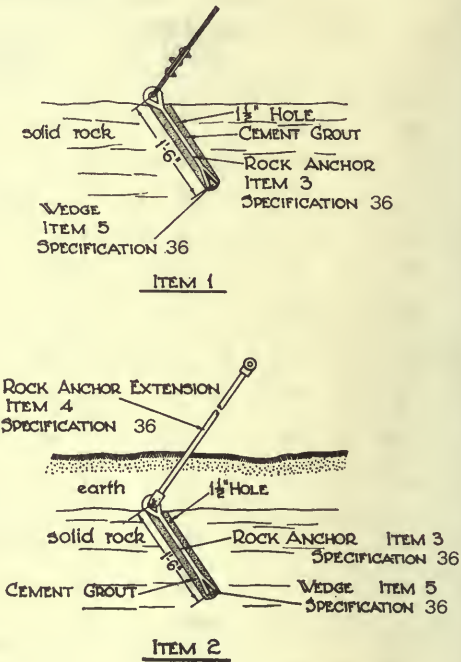 1½" HOLE
solid rock
CEMENT GROUT
1'6"
ROCK ANCHOR
ITEM 3
SPECIFICATION 36
WEDGE
ITEM 5
SPECIFICATION 36
ITEM 1
ROCK ANCHOR EXTENSION
ITEM 4
SPECIFICATION 36
earth
1½" HOLE
solid rock
ROCK ANCHOR ITEM 3
SPECIFICATION 36
1'6"
CEMENT GROUT
WEDGE ITEM 5
SPECIFICATION 36
ITEM 2